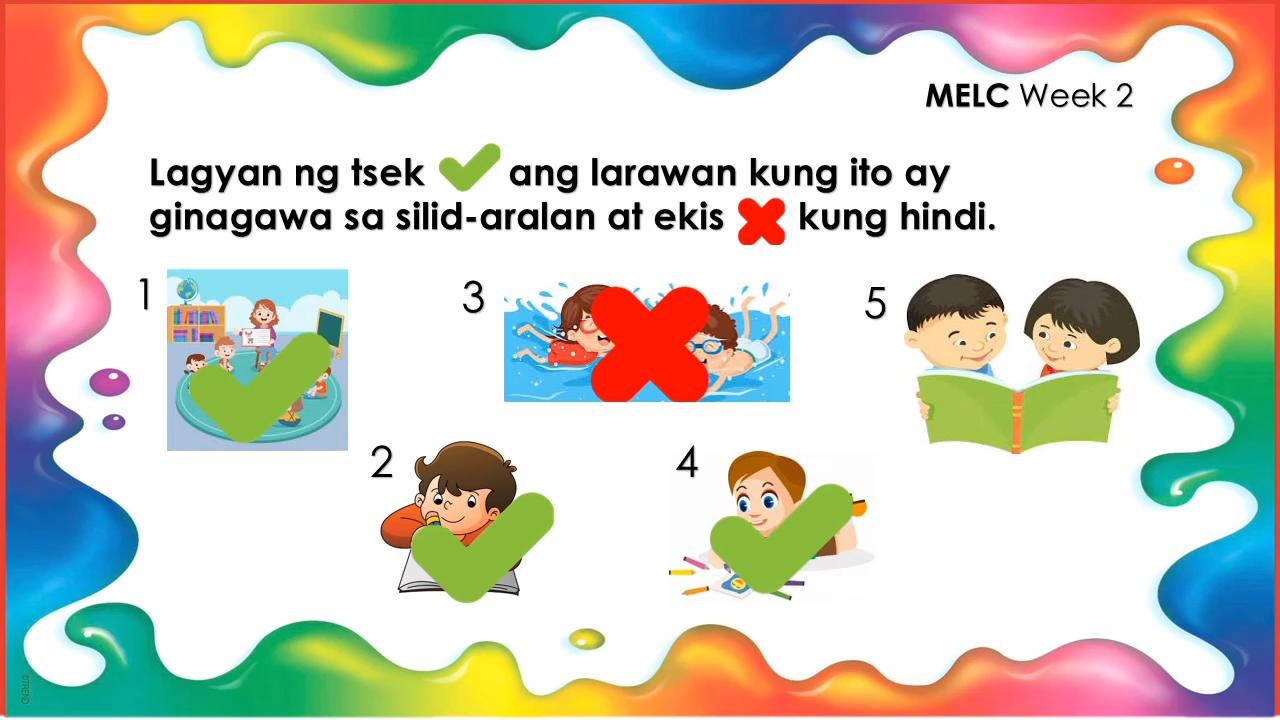 MELC Week 2
Lagyan ng tsek ang larawan kung ito ay
ginagawa sa silid-aralan at ekis kung hindi.
1
3
5
2
4
©TREND